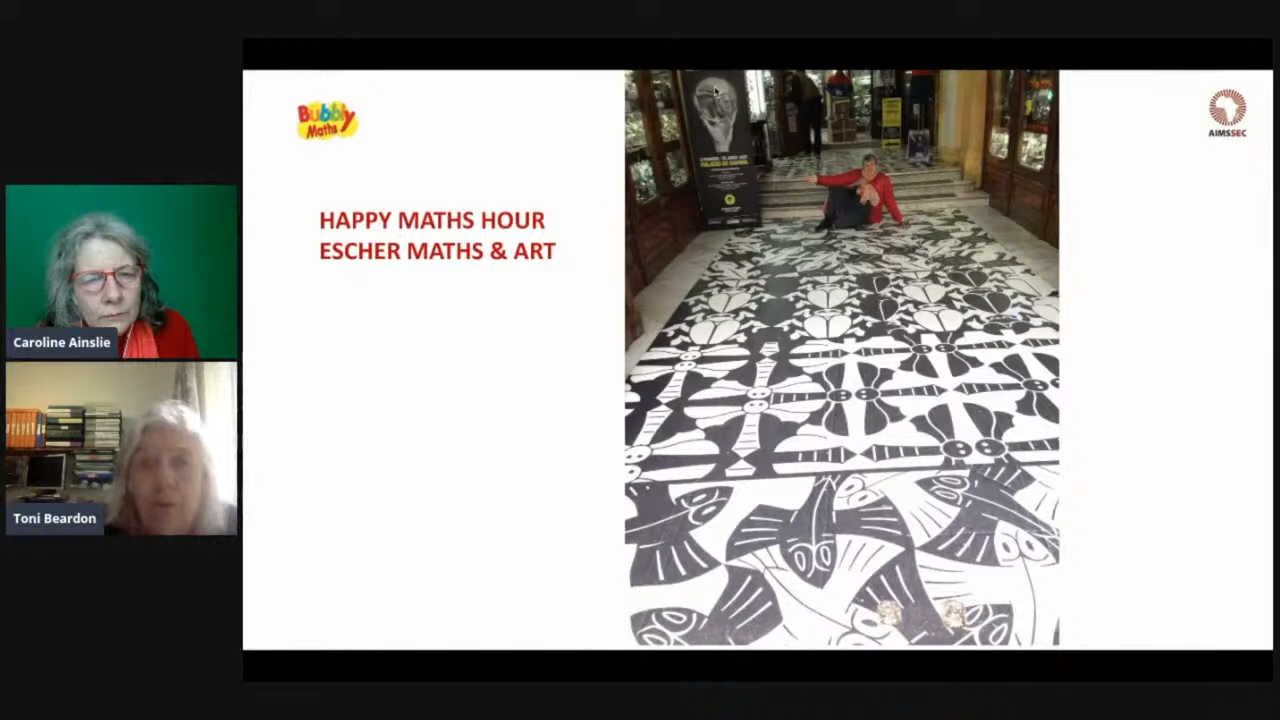 Bubbly
Maths
AIMSSEC
HAPPY MATHS HOUR
ESCHER MATHS & ART
Caroline Ainslie
Toni Beardon